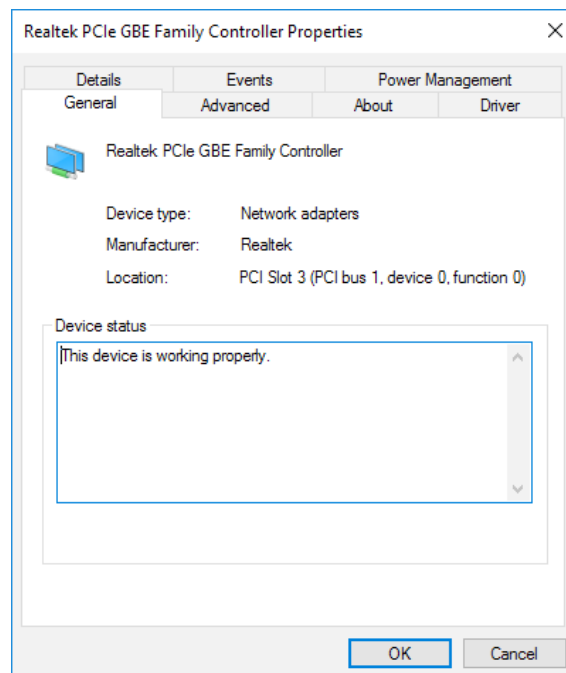 Realtek PCIe GBE Family Controller Properties
Details Events Power Management
General Advanced About Driver
Realtek PCIe GBE Family Controller
Device type: Network adapters
Manufacturer: Realtek
Location: PCI Slot 3 (PCI bus 1, device 0, function 0)
Device status
This device is working properly.
OK Cancel